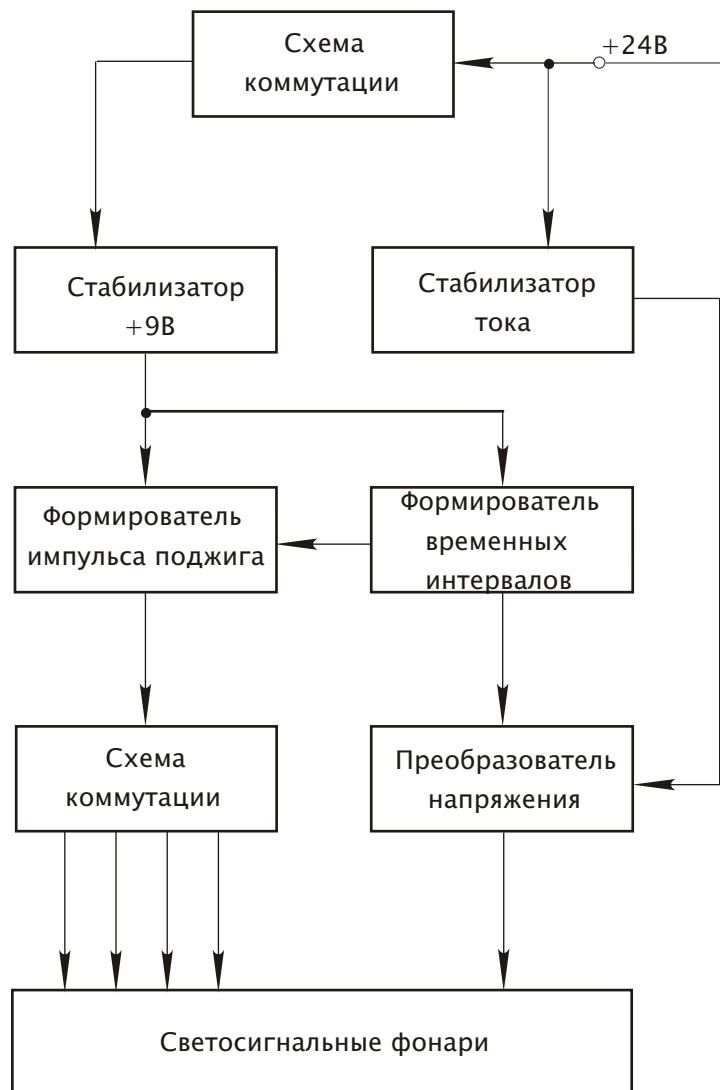 Схема
коммутации
+24В
Стабилизатор
+9В
Стабилизатор
тока
Формирователь
импульса поджига
Формирователь
временных
интервалов
Схема
коммутации
Преобразователь
напряжения
Светосигнальные фонари